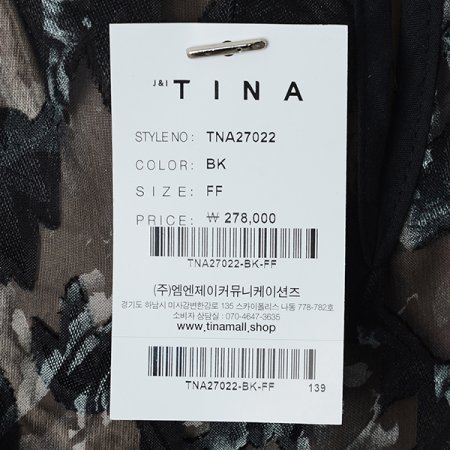 J&I TINA
STYLE NO : TNA27022
COLOR: BK
SIZE: FF
PRICE: ₩ 278,000
TNA27022-BK-FF
(주)엠엔제이커뮤니케이션즈
경기도 하남시 미사강변한강로 135 스카이폴리스 나동 778-782호
소비자 상담실 : 070-4647-3635
www.tinamall.shop
TNA27022-BK-FF 139